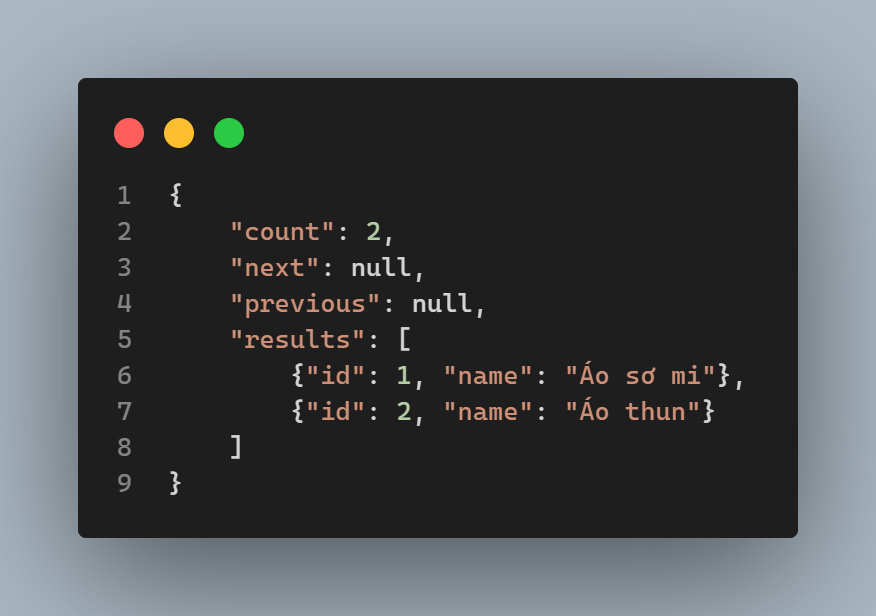 1 {
2     "count": 2,
3     "next": null,
4     "previous": null,
5     "results": [
6         {"id": 1, "name": "Áo sơ mi"},
7         {"id": 2, "name": "Áo thun"}
8     ]
9 }